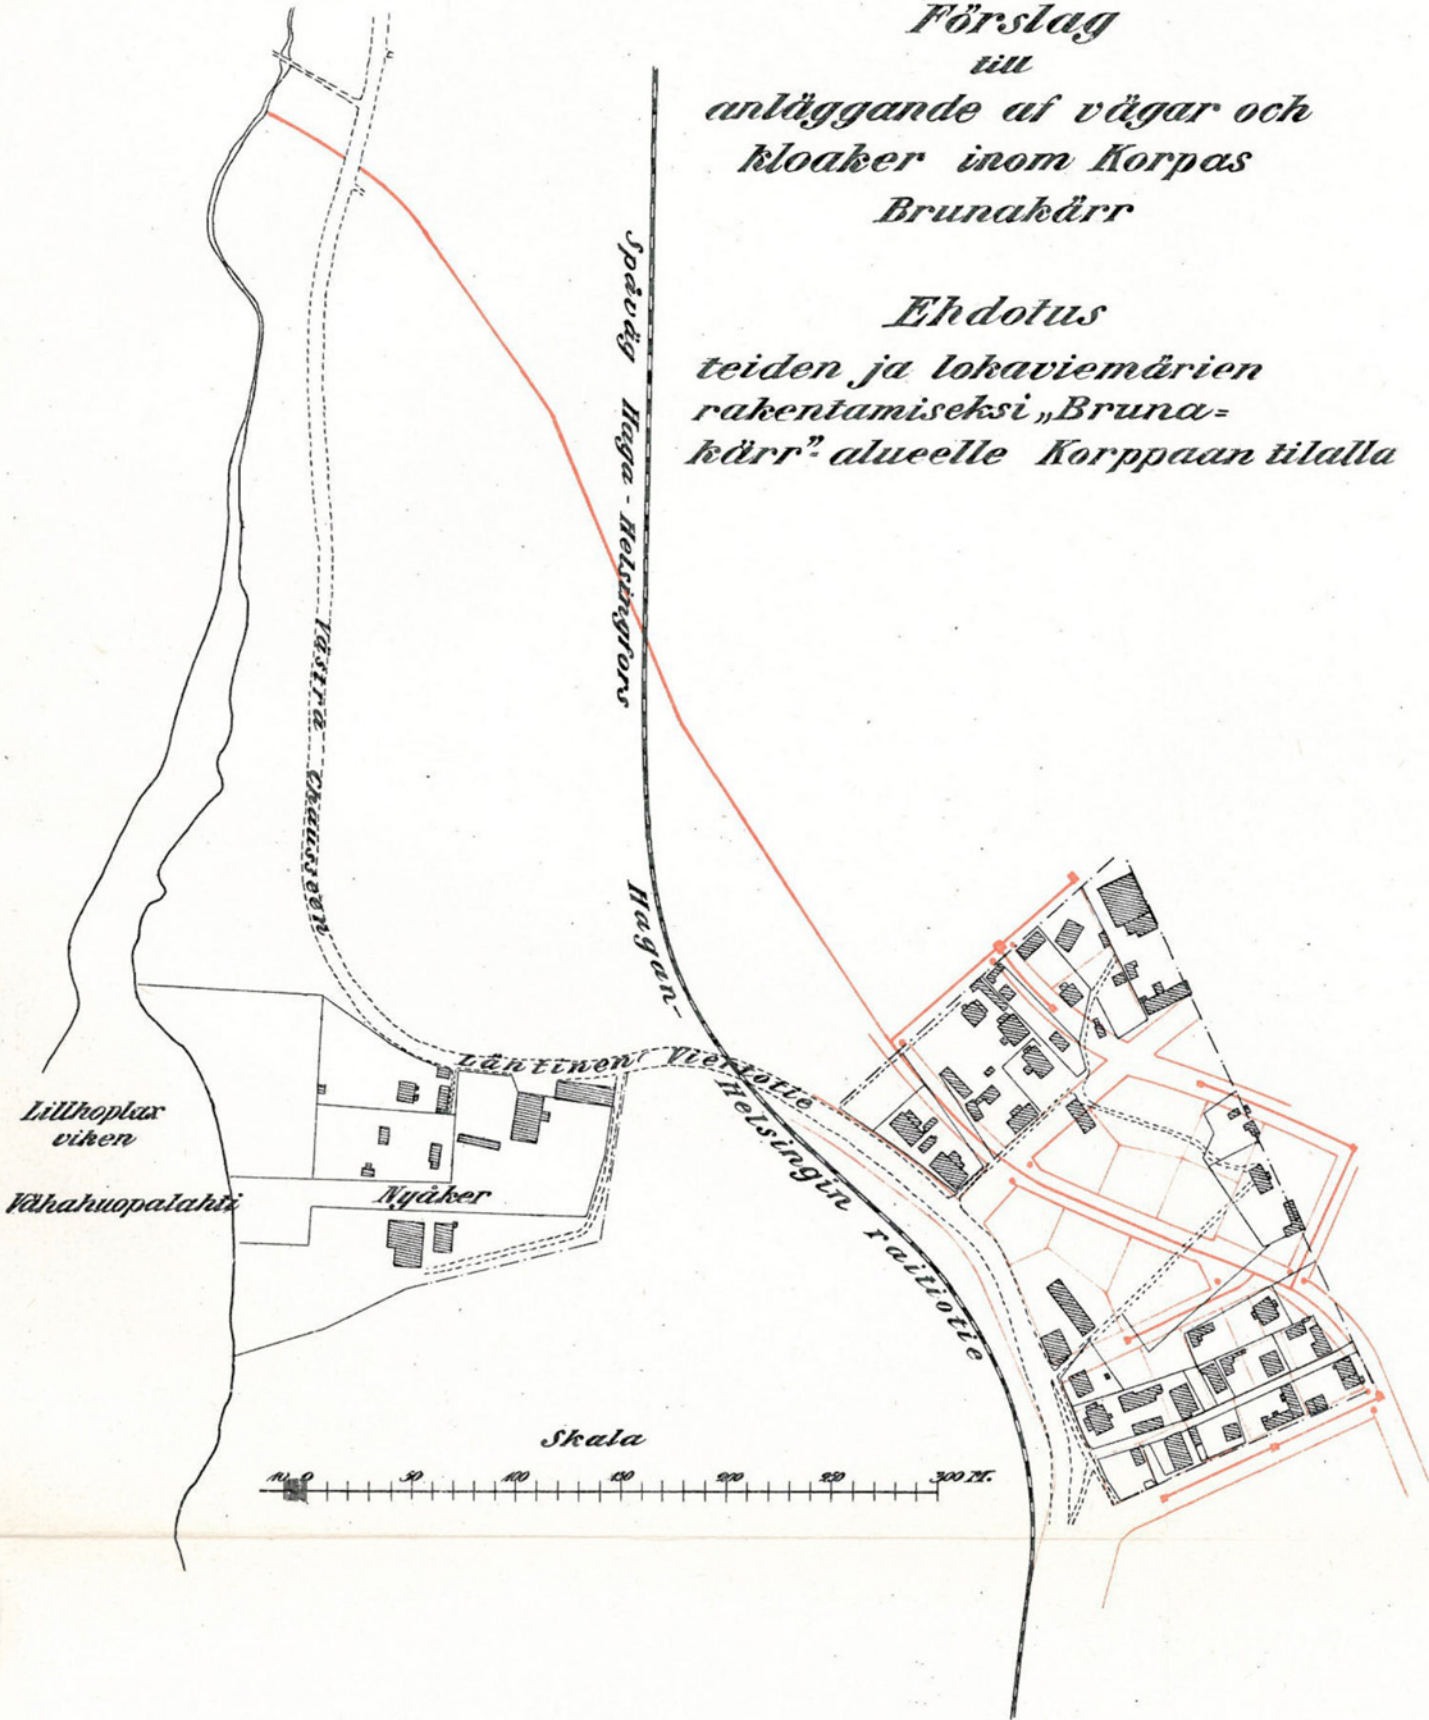 Förslag
till
anläggande af vägar och
kloaker inom Korpas
Brunakärr
Ehdotus
teiden ja lokaviemärien
rakentamiseksi „Bruna=
kärr”- alueelle Korppaan tilalla
Spåväg Haga - Helsingfors
Västra Chausseen
Hagan-
Helsingin raitiotie
Läntinen Viertotie
Lillhoplax
viken
Vähahuopalahti
Nyåker
Skala
10 0 50 100 150 200 250 300 M.